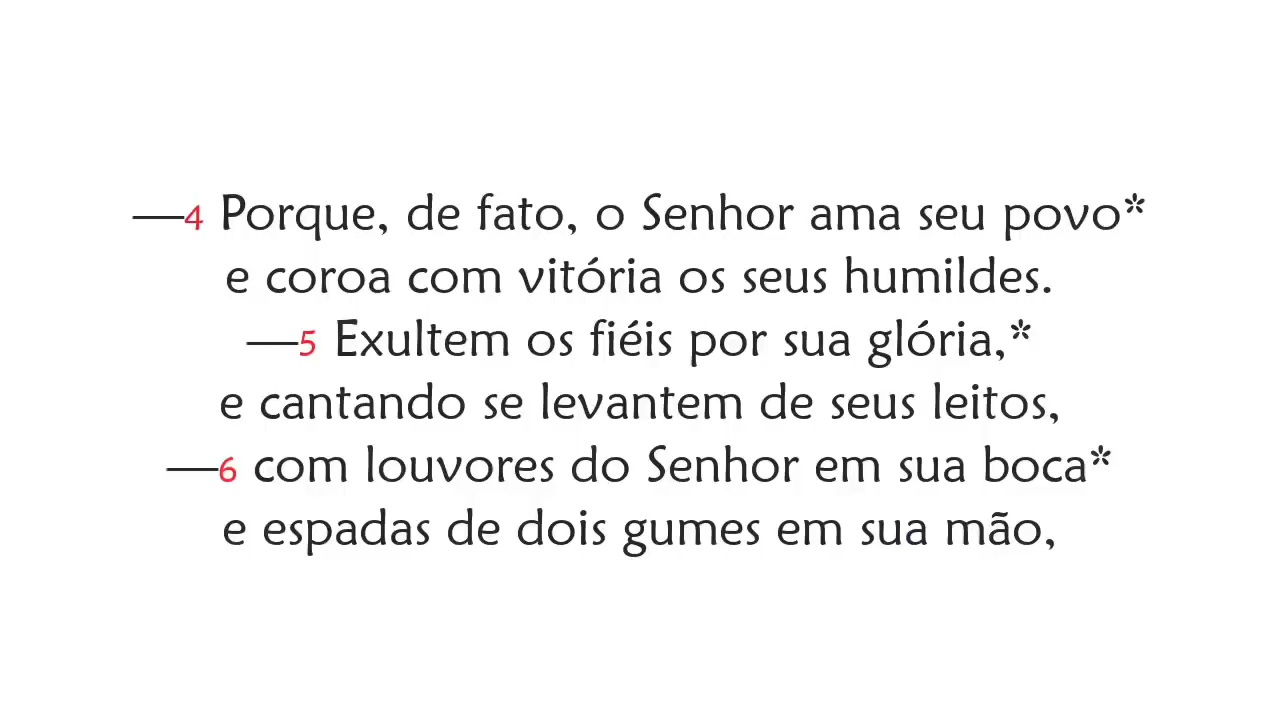 —4 Porque, de fato, o Senhor ama seu povo*
e coroa com vitória os seus humildes.
—5 Exultem os fiéis por sua glória,*
e cantando se levantem de seus leitos,
—6 com louvores do Senhor em sua boca*
e espadas de dois gumes em sua mão,